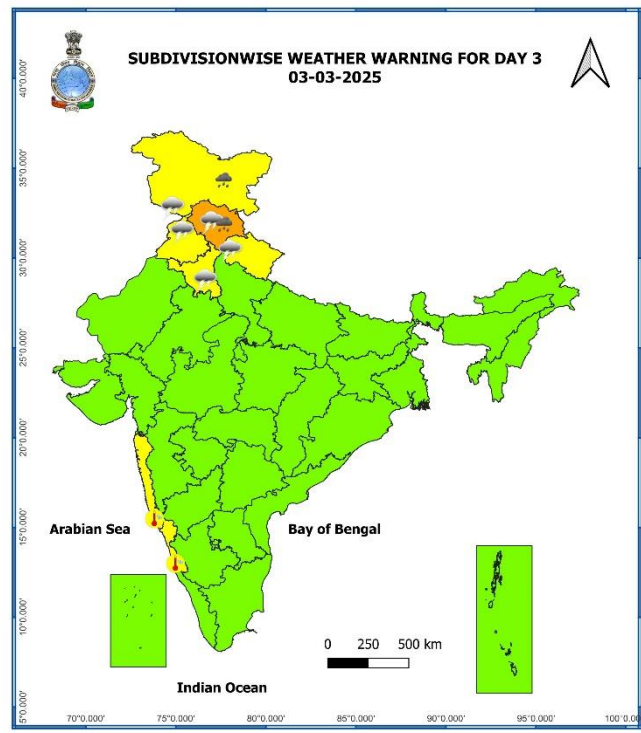 SUBDIVISIONWISE WEATHER WARNING FOR DAY 3
03-03-2025
40°0.000'
35°0.000'
30°0.000'
25°0.000'
20°0.000'
15°0.000'
10°0.000'
5°0.000'
Arabian Sea
Bay of Bengal
0 250 500 km
Indian Ocean
70°0.000' 75°0.000' 80°0.000' 85°0.000' 90°0.000' 95°0.000' 100°0.0